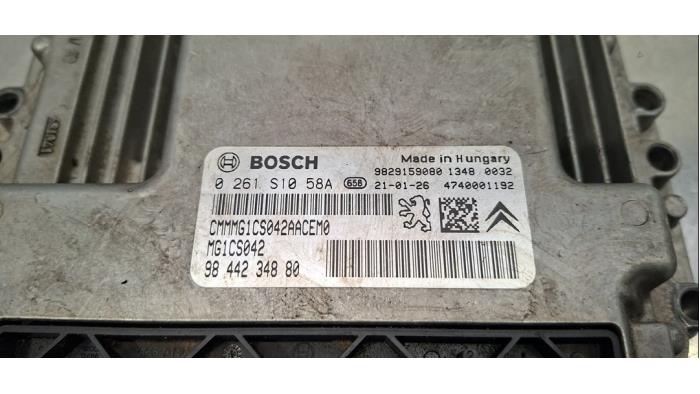 BOSCH
Made in Hungary
9829159080 1348 0032
0 261 S10 58A 658 21-01-26 4740001192
CMMMG1CS042AACEM0
MG1CS042
98 442 348 80